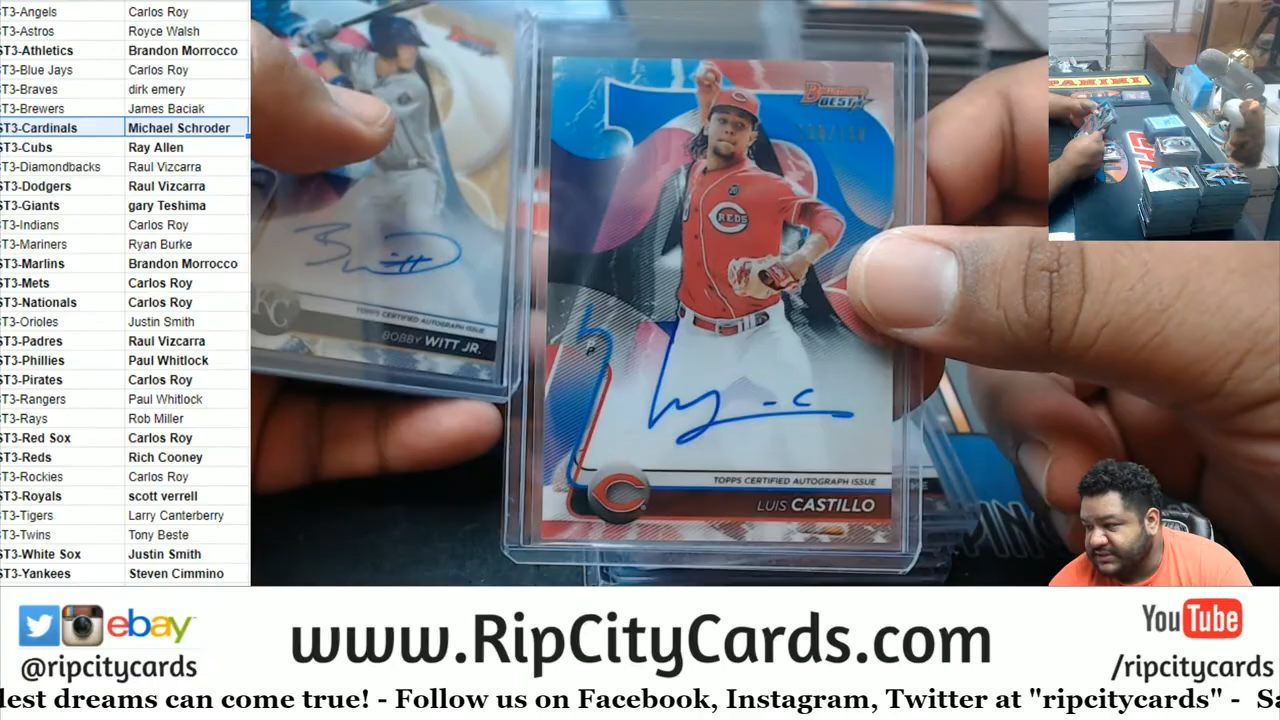 ST3-Angels Carlos Roy
ST3-Astros Royce Walsh
ST3-Athletics Brandon Morrocco
ST3-Blue Jays Carlos Roy
ST3-Braves dirk emery
ST3-Brewers James Baciak
ST3-Cardinals Michael Schroder
ST3-Cubs Ray Allen
ST3-Diamondbacks Raul Vizcarra
ST3-Dodgers Raul Vizcarra
ST3-Giants gary Teshima
ST3-Indians Carlos Roy
ST3-Mariners Ryan Burke
ST3-Marlins Brandon Morrocco
ST3-Mets Carlos Roy
ST3-Nationals Carlos Roy
ST3-Orioles Justin Smith
ST3-Padres Raul Vizcarra
ST3-Phillies Paul Whitlock
ST3-Pirates Carlos Roy
ST3-Rangers Paul Whitlock
ST3-Rays Rob Miller
ST3-Red Sox Carlos Roy
ST3-Reds Rich Cooney
ST3-Rockies Carlos Roy
ST3-Royals scott verrell
ST3-Tigers Larry Canterberry
ST3-Twins Tony Beste
ST3-White Sox Justin Smith
ST3-Yankees Steven Cimmino
KC
TOPPS CERTIFIED AUTOGRAPH ISSUE
BOBBY WITT JR.
BOWMAN'S BEST
REDS
PP
C
TOPPS CERTIFIED AUTOGRAPH ISSUE
LUIS CASTILLO
PANINI
ebay
@ripcitycards
www.RipCityCards.com
YouTube
/ripcitycards
dest dreams can come true! - Follow us on Facebook, Instagram, Twitter at "ripcitycards" - Sa